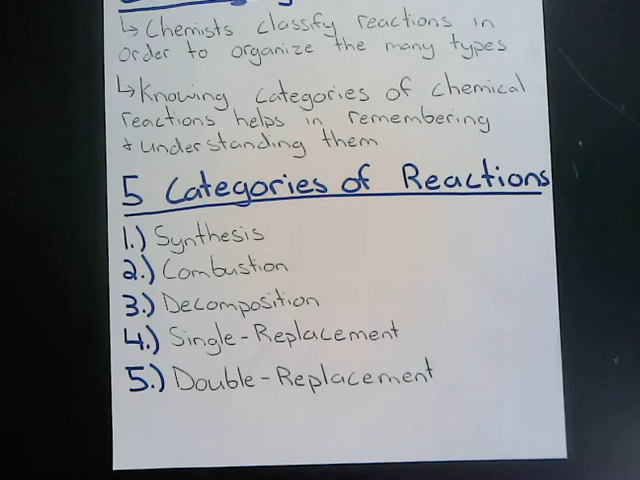 ↳ Chemists classify reactions in
order to organize the many types
↳ Knowing categories of chemical
reactions helps in remembering
+ understanding them
5 Categories of Reactions
1.) Synthesis
2.) Combustion
3.) Decomposition
4.) Single-Replacement
5.) Double-Replacement